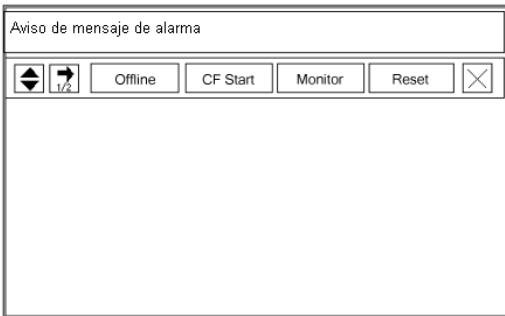 Aviso de mensaje de alarma
1/2 Offline CF Start Monitor Reset